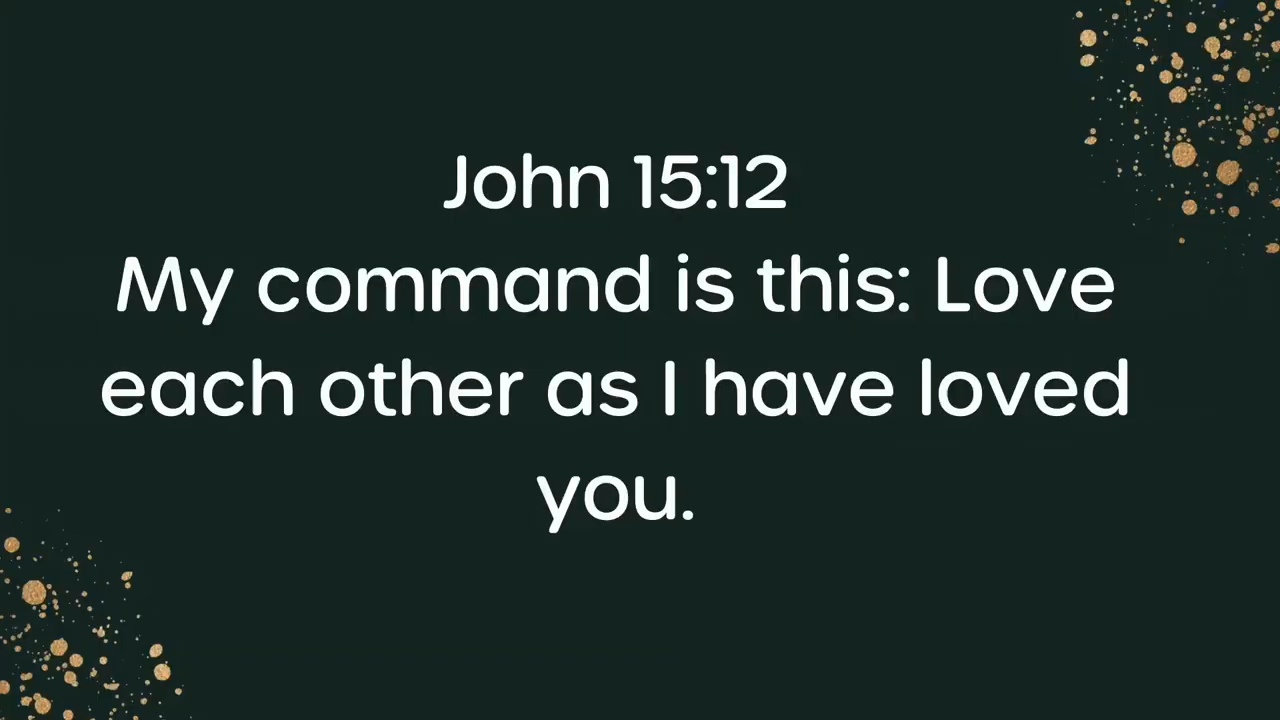 John 15:12
My command is this: Love
each other as I have loved
you.